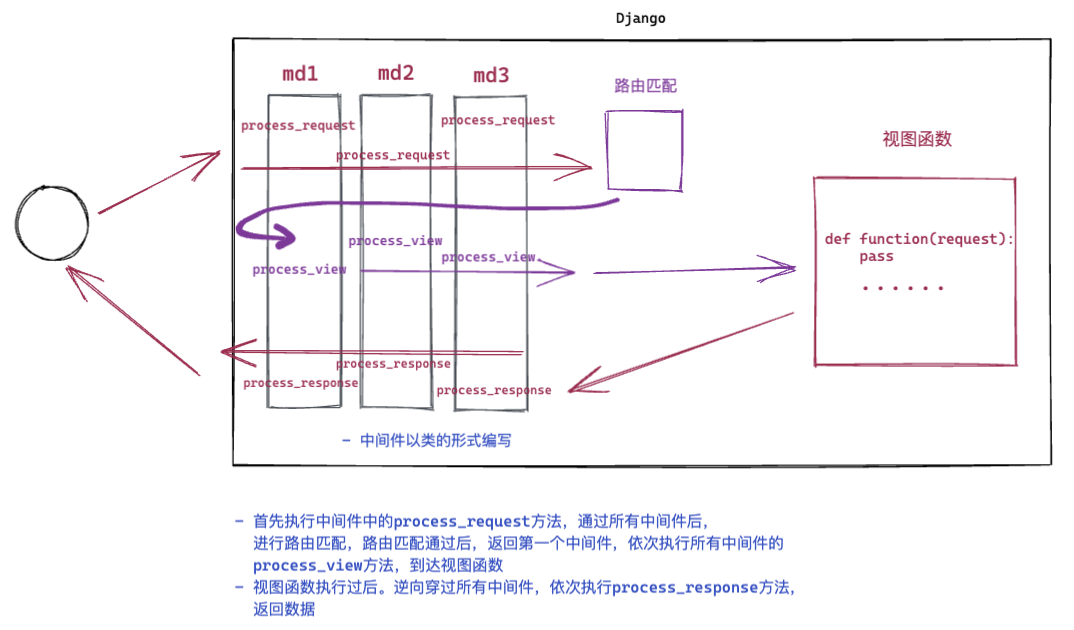 Django
md1
md2
md3
路由匹配
process_request
process_request
process_request
视图函数
def function(request):
pass
......
process_view
process_view
process_view
process_response
process_response
process_response
- 中间件以类的形式编写
- 首先执行中间件中的process_request方法，通过所有中间件后，
进行路由匹配，路由匹配通过后，返回第一个中间件，依次执行所有中间件的
process_view方法，到达视图函数
- 视图函数执行过后。逆向穿过所有中间件，依次执行process_response方法，
返回数据